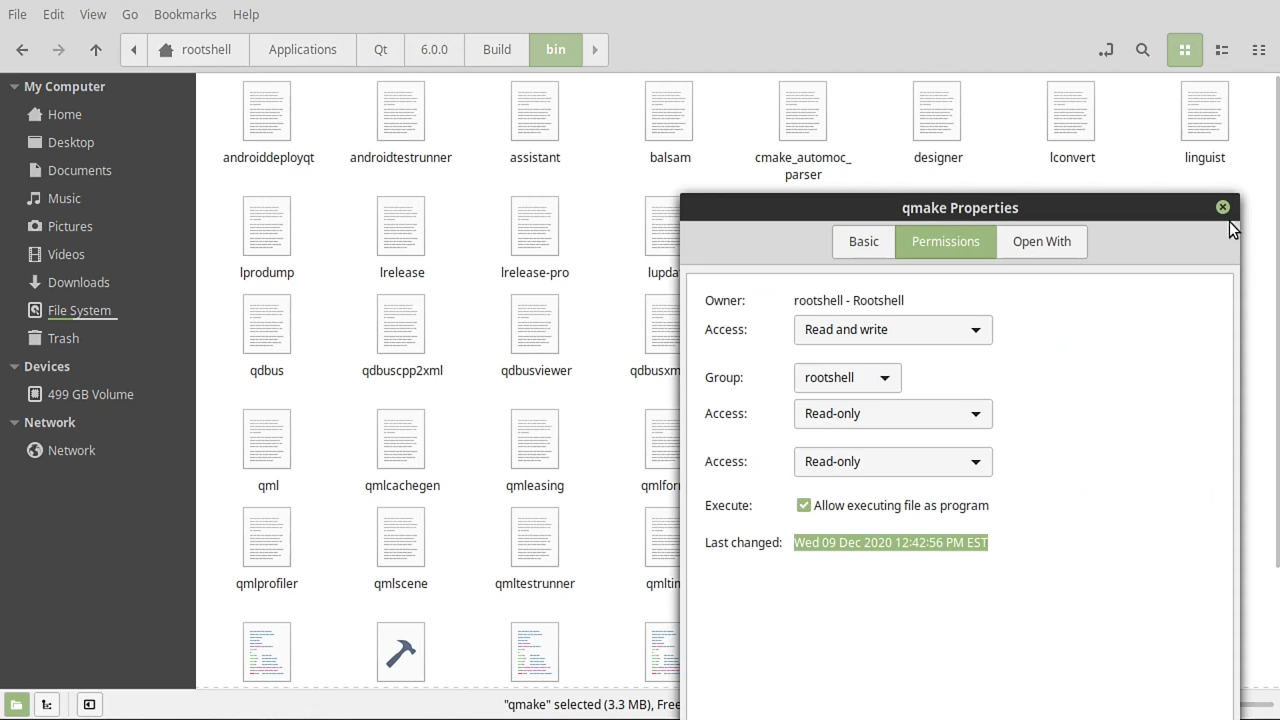 File Edit View Go Bookmarks Help
rootshell Applications Qt 6.0.0 Build bin
My Computer
Home
Desktop
Documents
Music
Pictures
Videos
Downloads
File System
Trash
Devices
499 GB Volume
Network
Network
androiddeployqt androidtestrunner assistant balsam cmake_automoc_
parser designer lconvert linguist
lprodump lrelease lrelease-pro
qdbus qdbuscpp2xml qdbusviewer
qml qmlcachegen qmleasing
qmlprofiler qmlscene qmltestrunner
qmake Properties
Basic Permissions Open With
Owner: rootshell - Rootshell
Access: Read and write
Group: rootshell
Access: Read-only
Access: Read-only
Execute: Allow executing file as program
Last changed: Wed 09 Dec 2020 12:42:56 PM EST
"qmake" selected (3.3 MB), Free